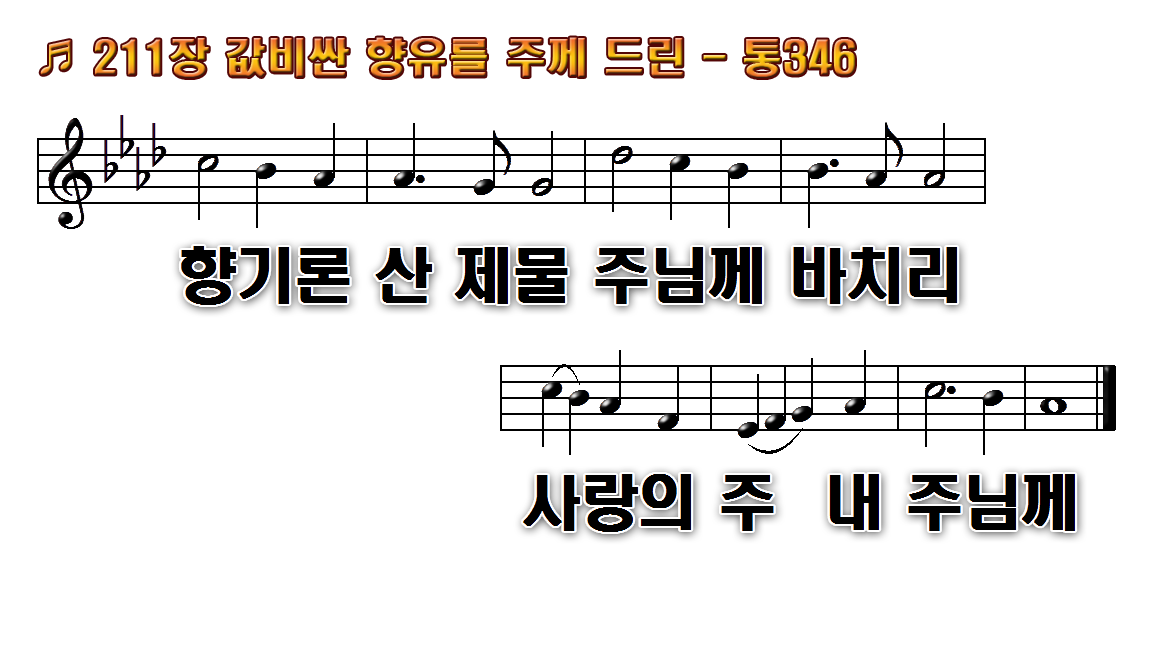 ♬ 211장 값비싼 향유를 주께 드린 - 통346
향기론 산 제물 주님께 바치리
사랑의 주 내 주님께